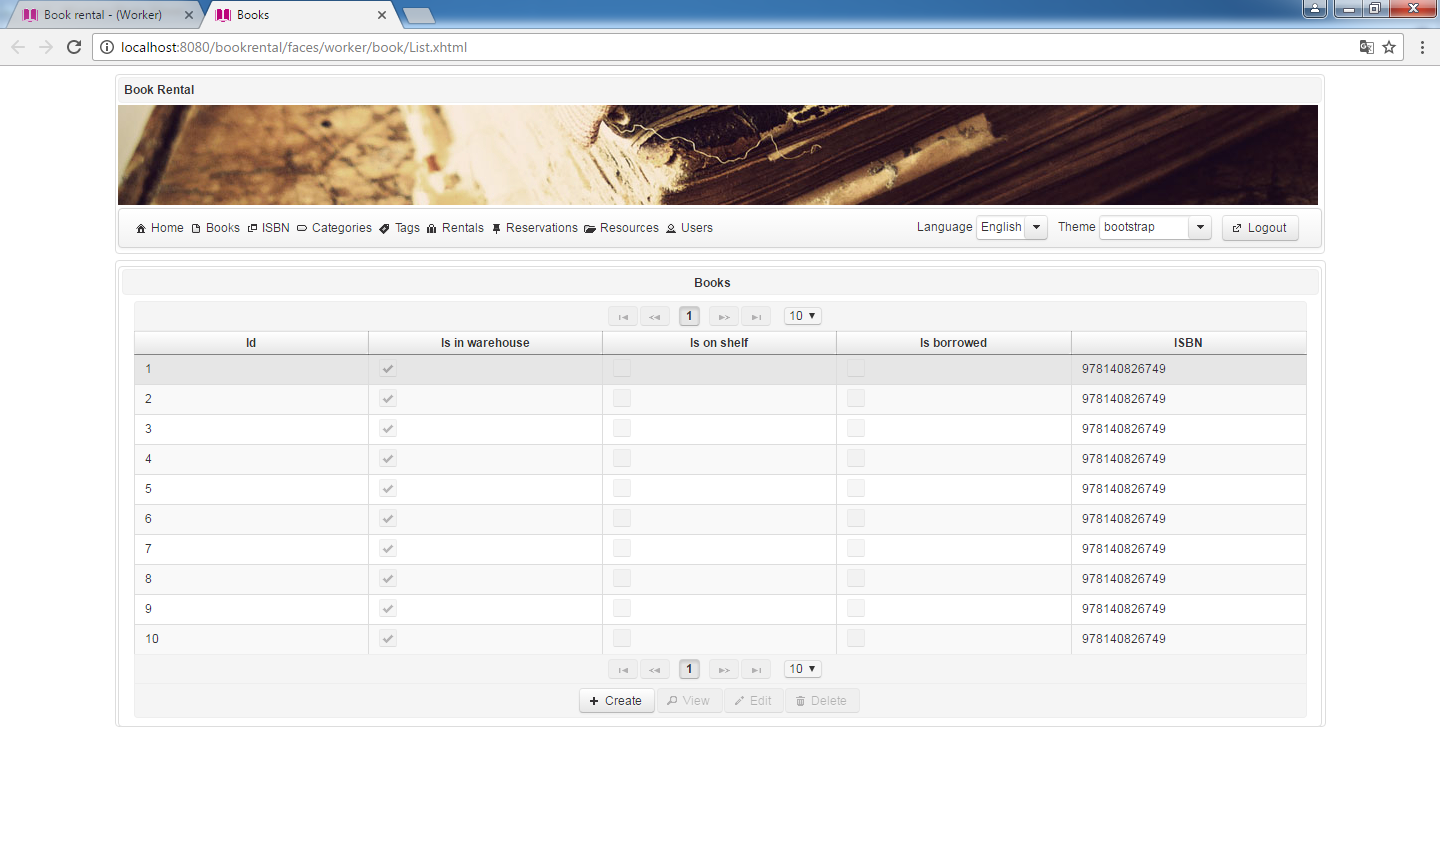 Book rental - (Worker) Books
localhost:8080/bookrental/faces/worker/book/List.xhtml
Book Rental
Home Books ISBN Categories Tags Rentals Reservations Resources Users Language English Theme bootstrap Logout
Books
1 10
Id Is in warehouse Is on shelf Is borrowed ISBN
1 978140826749
2 978140826749
3 978140826749
4 978140826749
5 978140826749
6 978140826749
7 978140826749
8 978140826749
9 978140826749
10 978140826749
1 10
Create View Edit Delete